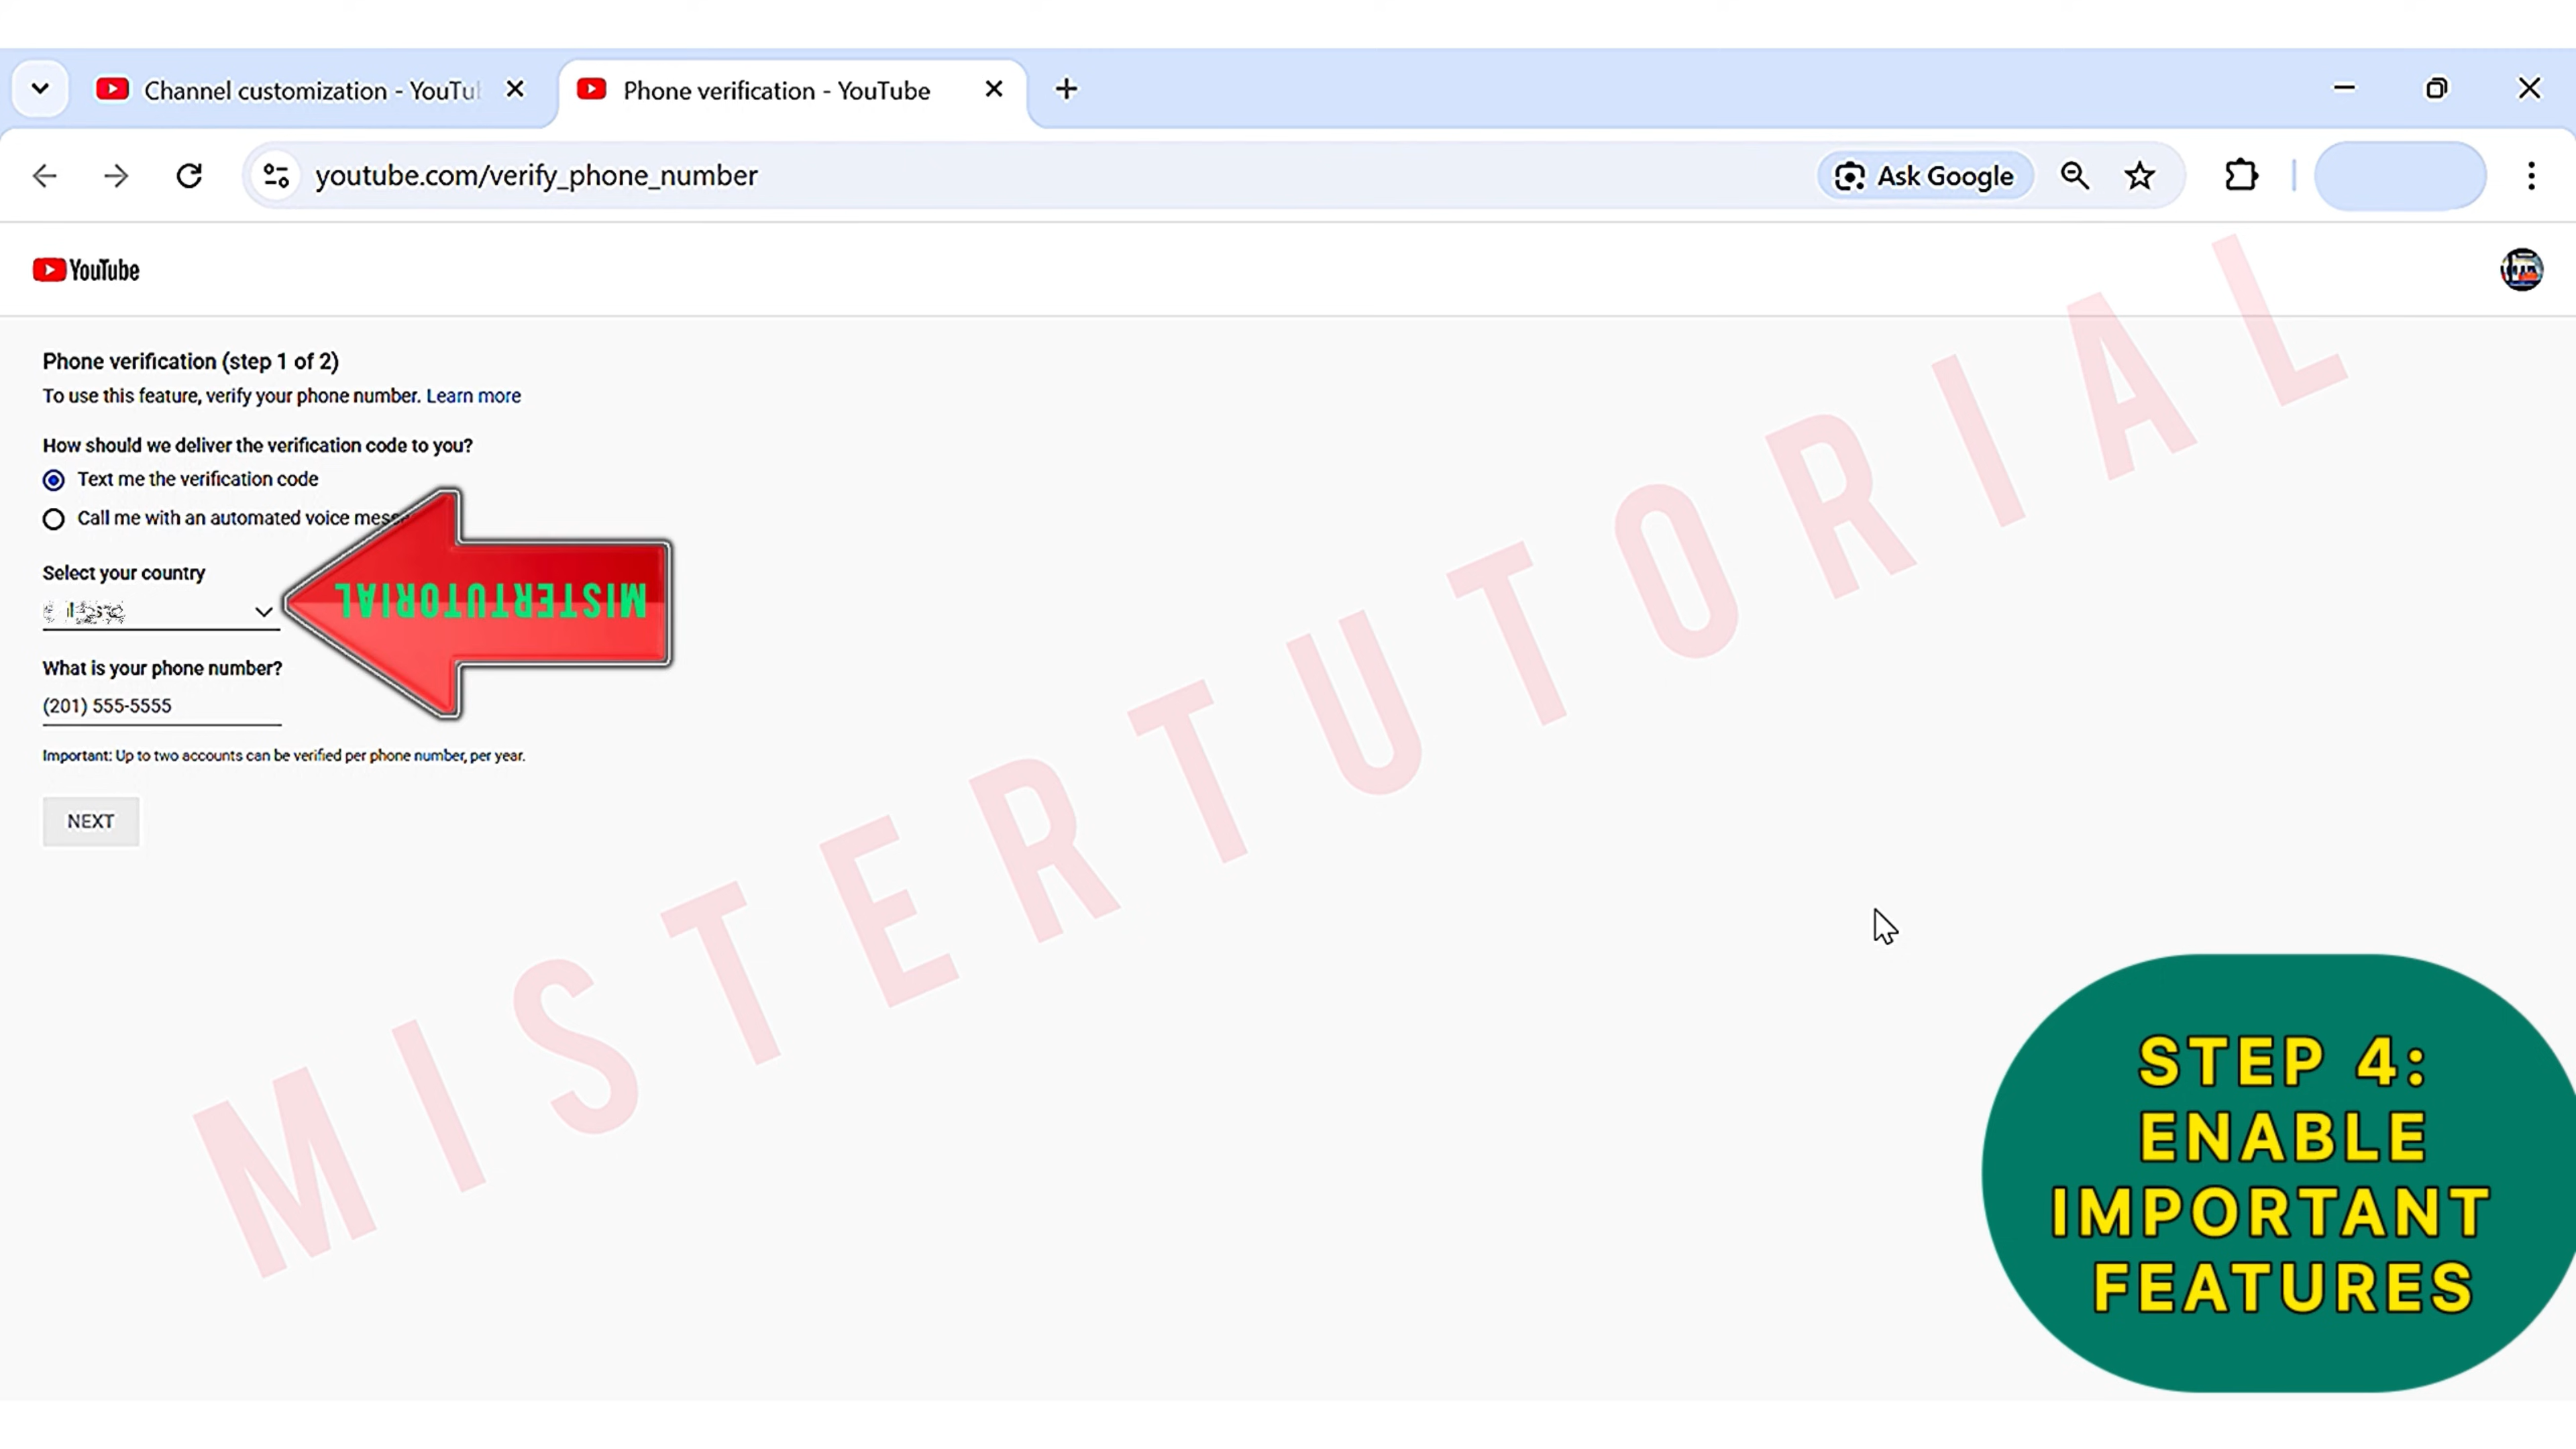 Channel customization - YouTu
Phone verification - YouTube
youtube.com/verify_phone_number
Ask Google
YouTube
Phone verification (step 1 of 2)
To use this feature, verify your phone number. Learn more
How should we deliver the verification code to you?
Text me the verification code
Call me with an automated voice mess
Select your country
MISTERTUTORIAL
What is your phone number?
(201) 555-5555
Important: Up to two accounts can be verified per phone number, per year.
NEXT
MISTERTUTORIAL
STEP 4:
ENABLE
IMPORTANT
FEATURES